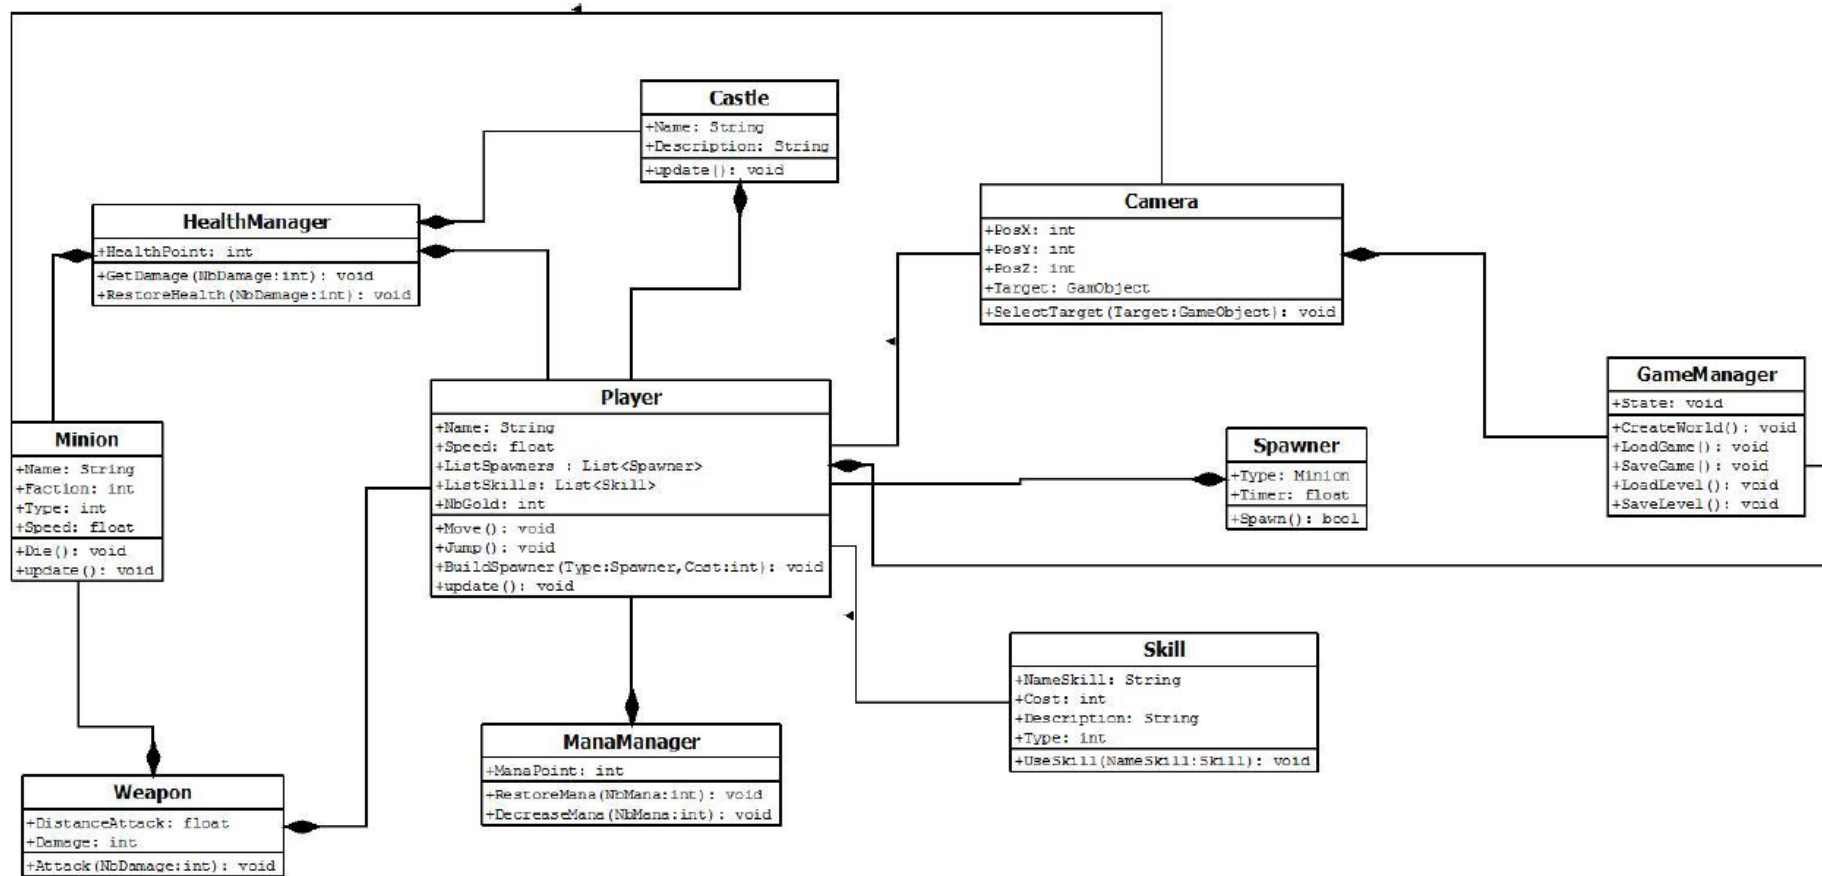 Castle
+Name: String
+Description: String
+update(): void
HealthManager
+HealthPoint: int
+GetDamage(NbDamage:int): void
+RestoreHealth(NbDamage:int): void
Camera
+PosX: int
+PosY: int
+PosZ: int
+Target: GamObject
+SelectTarget(Target:GameObject): void
GameManager
+State: void
+CreateWorld(): void
+LoadGame(): void
+SaveGame(): void
+LoadLevel(): void
+SaveLevel(): void
Player
+Name: String
+Speed: float
+ListSpawners : List<Spawner>
+ListSkills: List<Skill>
+NbGold: int
+Move(): void
+Jump(): void
+BuildSpawner(Type:Spawner,Cost:int): void
+update(): void
Minion
+Name: String
+Faction: int
+Type: int
+Speed: float
+Die(): void
+update(): void
Spawner
+Type: Minion
+Timer: float
+Spawn(): bool
Skill
+NameSkill: String
+Cost: int
+Description: String
+Type: int
+UseSkill(NameSkill:Skill): void
ManaManager
+ManaPoint: int
+RestoreMana(NbMana:int): void
+DecreaseMana(NbMana:int): void
Weapon
+DistanceAttack: float
+Damage: int
+Attack(NbDamage:int): void